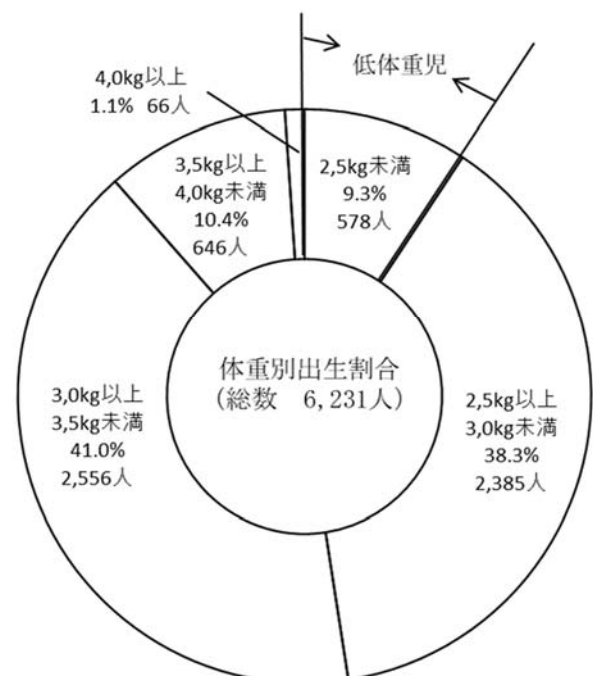 低体重児
4,0kg以上
1.1% 66人
3,5kg以上
4,0kg未満
10.4%
646人
2,5kg未満
9.3%
578人
体重別出生割合
(総数 6,231人)
3,0kg以上
3,5kg未満
41.0%
2,556人
2,5kg以上
3,0kg未満
38.3%
2,385人